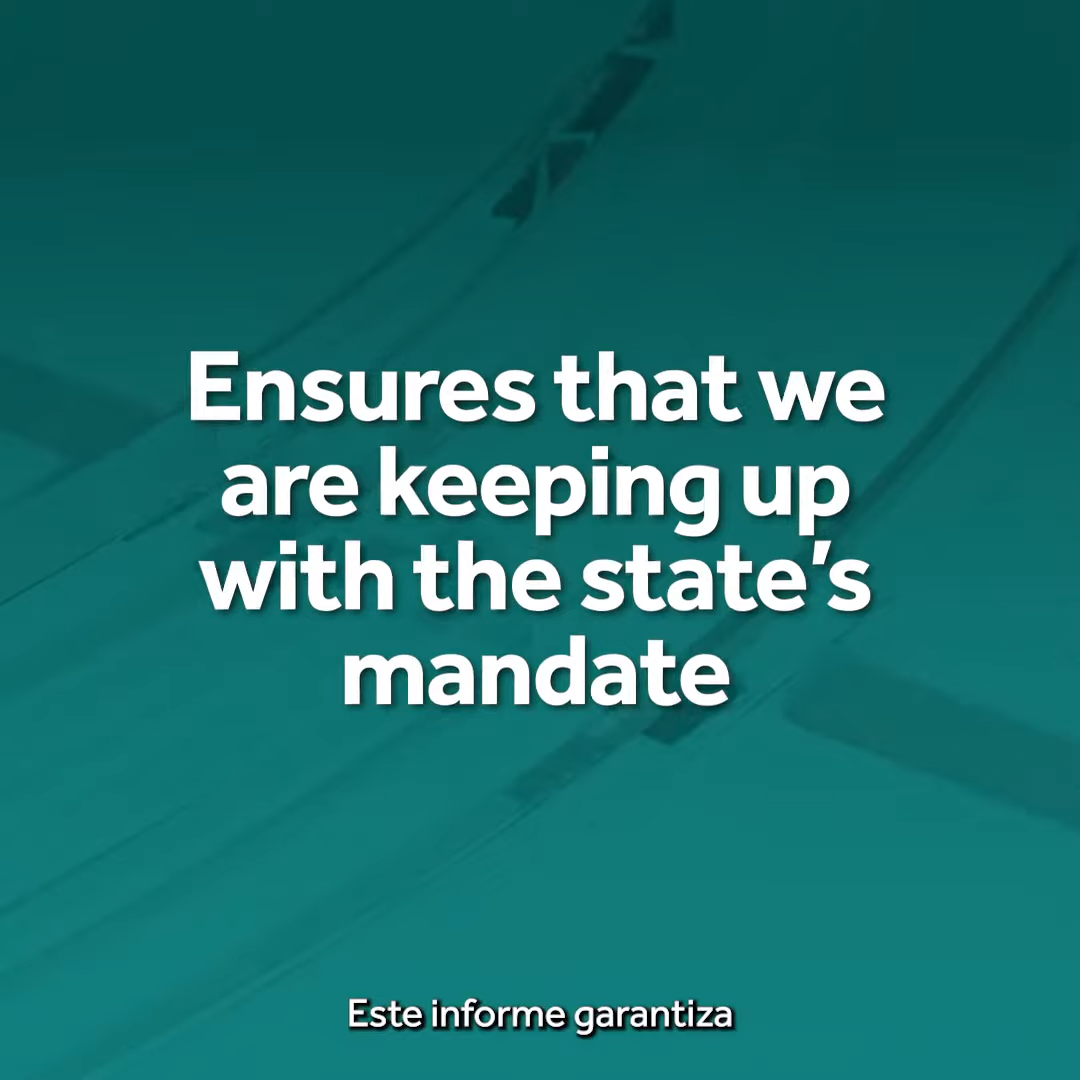 Ensures that we
are keeping up
with the state’s
mandate
Este informe garantiza